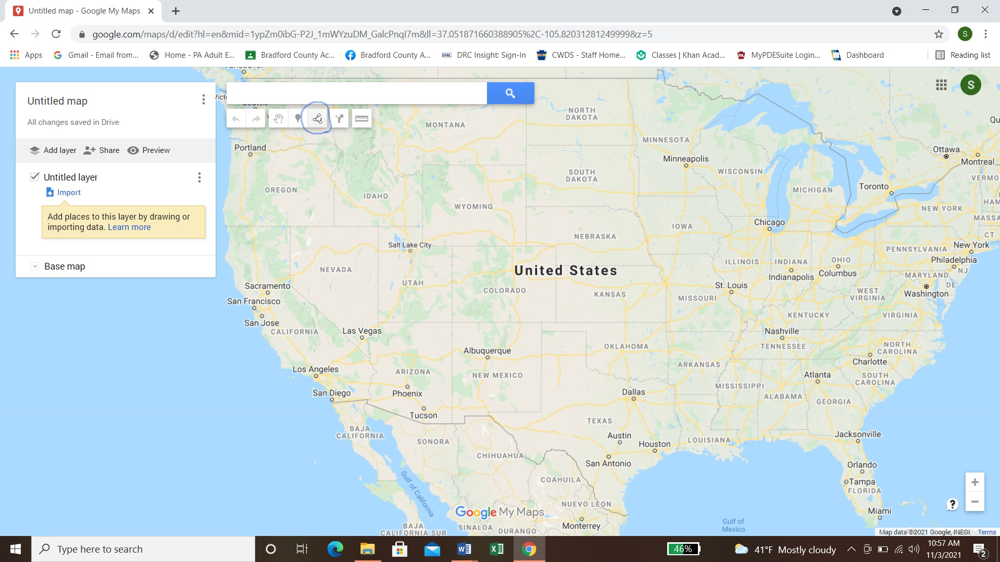 Untitled map - Google My Maps
google.com/maps/d/edit?hl=en&mid=1ypZm0ibG-P2J_1mWYzuDM_GalcPnqI7m&ll=37.051871660388905%2C-105.82031281249999&z=5
S
Apps
Gmail - Email from...
Home - PA Adult E...
Bradford County Ac...
Bradford County A...
DRC
DRC Insight: Sign-In
CWDS - Staff Home...
Classes | Khan Acad...
PA
MyPDESuite Login...
Dashboard
Reading list
Untitled map
All changes saved in Drive
Add layer
Share
Preview
Untitled layer
Import
Add places to this layer by drawing or
importing data. Learn more
Base map
S
Vancouver
Seattle
NORTH
DAKOTA
MONTANA
MINNESOTA
Portland
Ottawa
Minneapolis
Montreal
SOUTH
DAKOTA
WISCONSIN
OREGON
MICHIGAN
Toronto
IDAHO
WYOMING
NEW YORK
Chicago
IOWA
NEBRASKA
CT
Salt Lake City
New York
PENNSYLVANIA
Philadelphia
ILLINOIS
INDIANA
OHIO
NEVADA
United States
NJ
Columbus
MARYLAND
Indianapolis
UTAH
St. Louis
DE
Sacramento
COLORADO
KANSAS
MISSOURI
WEST
VIRGINIA
Washington
San Francisco
KENTUCKY
VIRGINIA
San Jose
CALIFORNIA
Las Vegas
Nashville
TENNESSEE
OKLAHOMA
NORTH
CAROLINA
Albuquerque
Charlotte
ARKANSAS
Los Angeles
ARIZONA
NEW MEXICO
Atlanta
SOUTH
CAROLINA
MISSISSIPPI
San Diego
Phoenix
Dallas
ALABAMA
GEORGIA
Tucson
TEXAS
BAJA
CALIFORNIA
SONORA
Austin
Jacksonville
Houston
LOUISIANA
CHIHUAHUA
San Antonio
Orlando
COAHUILA
Tampa
FLORIDA
Gulf of California
NUEVO LEON
Google My Maps
Miami
Monterrey
Gulf of
Mexico
BAJA
CALIFORNIA SUR
SINALOA
DURANGO
?
Map data ©2021 Google, INEGI
Terms
Type here to search
46%
41°F Mostly cloudy
10:57 AM
11/3/2021
2